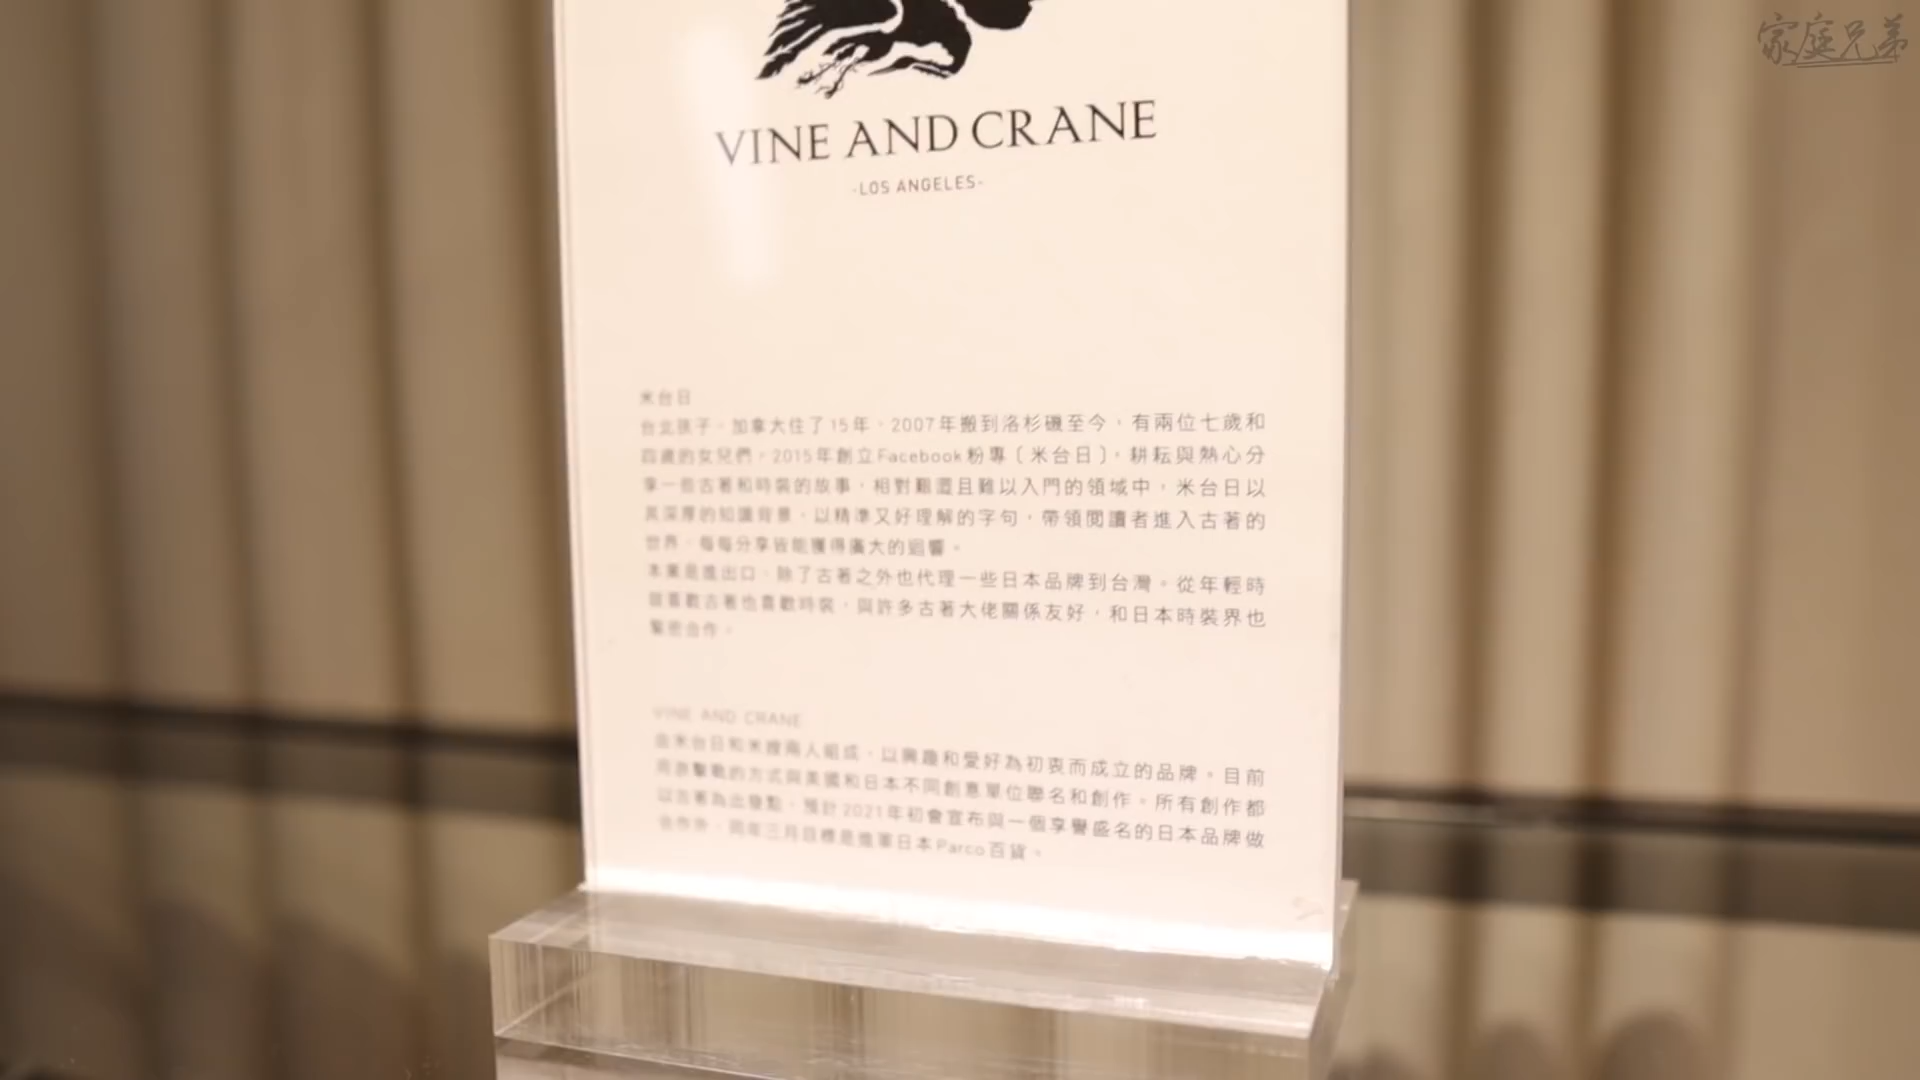 家庭兄弟
VINE AND CRANE
-LOS ANGELES-
米台日
台北孩子，加拿大住了15年，2007年搬到洛杉磯至今，有兩位七歲和
四歲的女兒們。2015年創立Facebook粉專〔米台日〕，耕耘與熱心分
享一些古著和時裝的故事，相對艱澀且難以入門的領域中，米台日以
其深厚的知識背景，以精準又好理解的字句，帶領閱讀者進入古著的
世界，每每分享皆能獲得廣大的迴響。
本業是進出口，除了古著之外也代理一些日本品牌到台灣。從年輕時
就喜歡古著也喜歡時裝，與許多古著大佬關係友好，和日本時裝界也
緊密合作。
VINE AND CRANE
由米台日和米嫂兩人組成，以興趣和愛好為初衷而成立的品牌。目前
用游擊戰的方式與美國和日本不同創意單位聯名和創作。所有創作都
以古著為出發點，預計2021年初會宣布與一個享譽盛名的日本品牌做
合作外，同年三月目標是進軍日本Parco百貨。